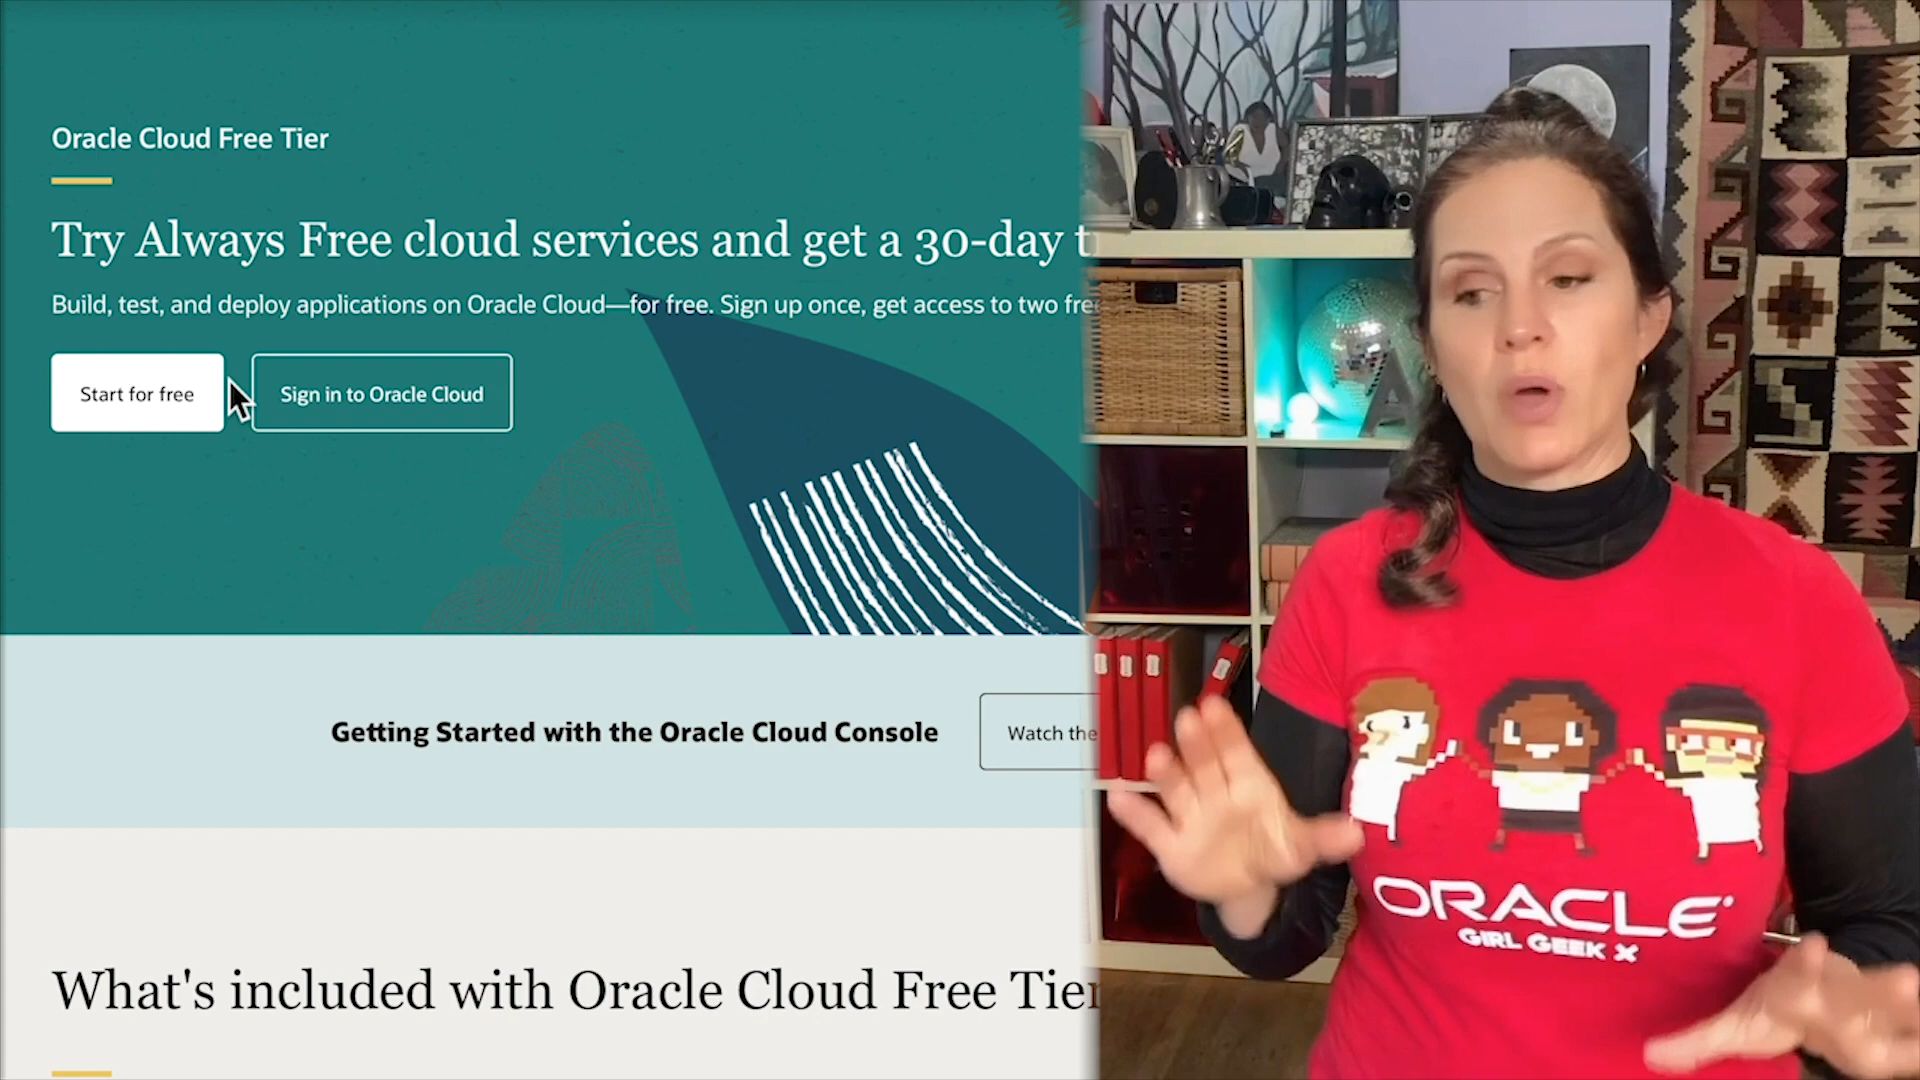 Oracle Cloud Free Tier
Try Always Free cloud services and get a 30-day
Build, test, and deploy applications on Oracle Cloud—for free. Sign up once, get access to two
Start for free
Sign in to Oracle Cloud
Getting Started with the Oracle Cloud Console
Watch the
What's included with Oracle Cloud Free Tier
A
ORACLE
GIRL GEEK X